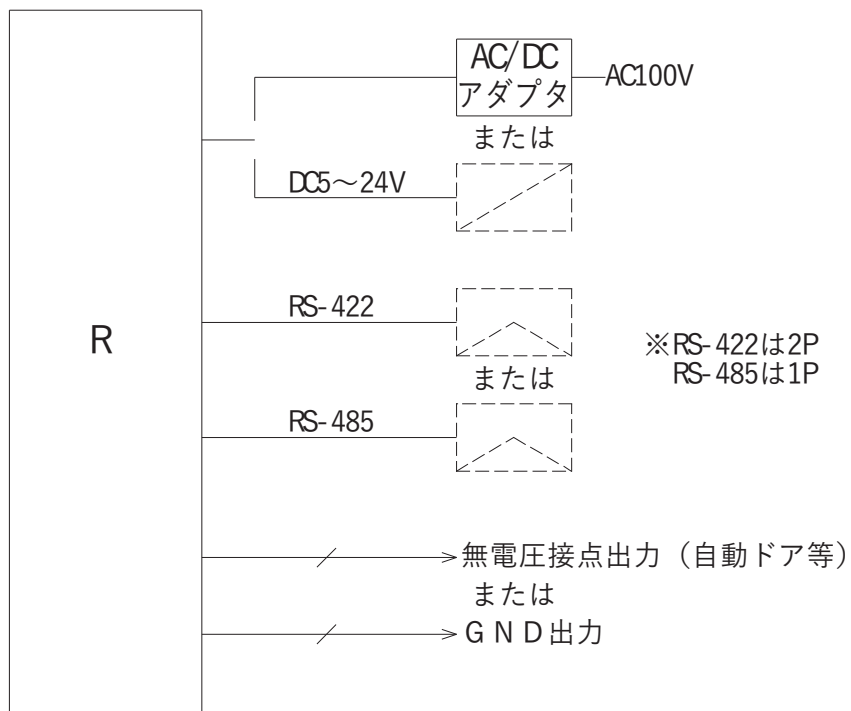 AC/DC
アダプタ
AC100V
または
DC5～24V
R
RS-422
または
※RS-422は2P
RS-485は1P
RS-485
無電圧接点出力（自動ドア等）
または
ＧＮＤ出力